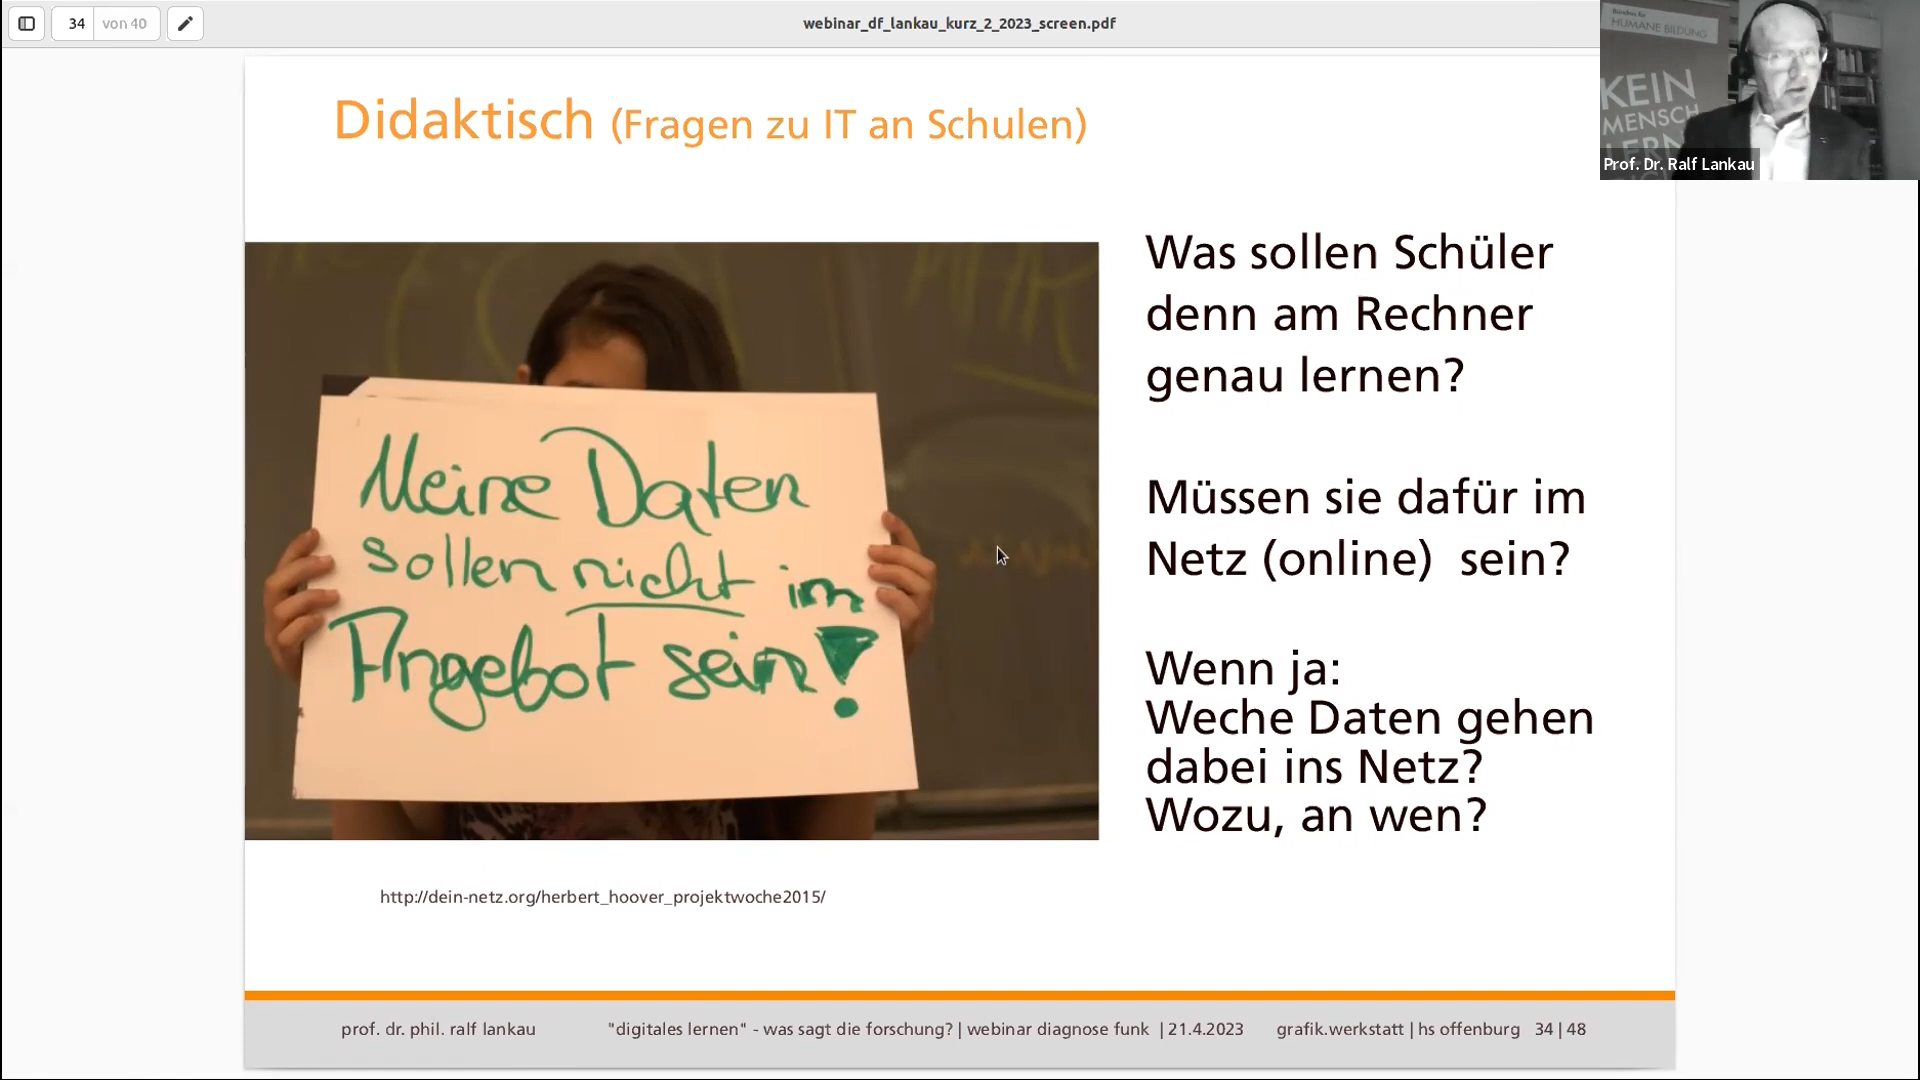 34
von 40
webinar_df_lankau_kurz_2_2023_screen.pdf
HUMANE BILDUNG
KEIN
MENSCH
Prof. Dr. Ralf Lankau
Didaktisch (Fragen zu IT an Schulen)
Meine Daten
sollen nicht im
Angebot sein!
Was sollen Schüler
denn am Rechner
genau lernen?
Müssen sie dafür im
Netz (online) sein?
Wenn ja:
Weche Daten gehen
dabei ins Netz?
Wozu, an wen?
http://dein-netz.org/herbert_hoover_projektwoche2015/
prof. dr. phil. ralf lankau
"digitales lernen" - was sagt die forschung? | webinar diagnose funk | 21.4.2023
grafik.werkstatt | hs offenburg 34 | 48